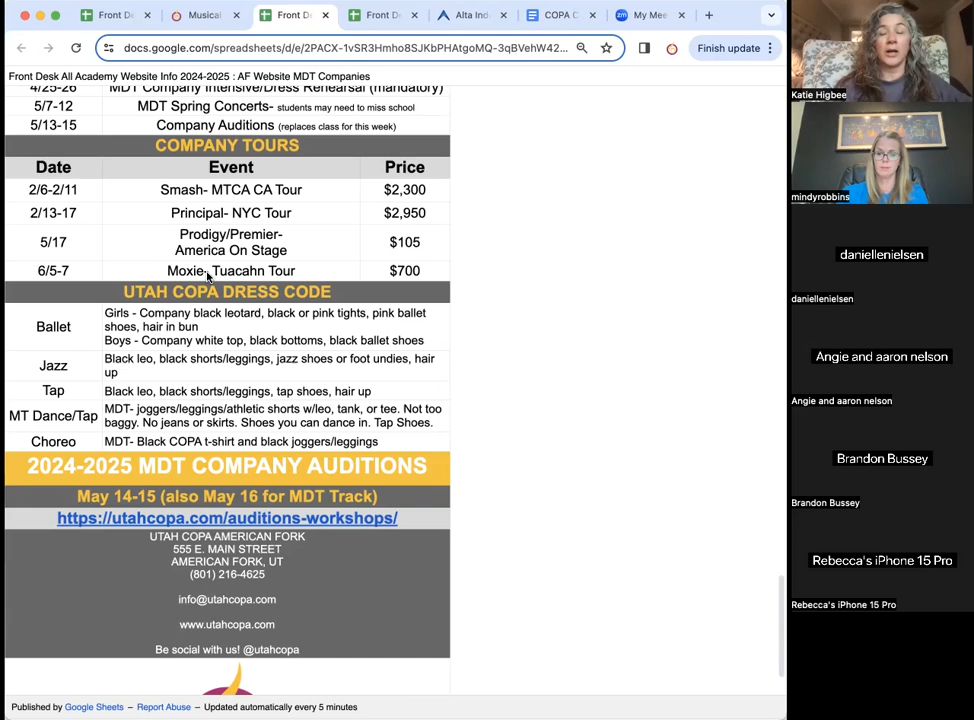 Front De
Musical
Front De
Front De
Alta Ind
COPA C
My Mee
docs.google.com/spreadsheets/d/e/2PACX-1vSR3Hmho8SJKbPHAtgoMQ-3qBVehW42...
Finish update
Front Desk All Academy Website Info 2024-2025 : AF Website MDT Companies
4/25-26 MDT Company Intensive/Dress Rehearsal (mandatory)
5/7-12 MDT Spring Concerts- students may need to miss school
5/13-15 Company Auditions (replaces class for this week)
COMPANY TOURS
Date Event Price
2/6-2/11 Smash- MTCA CA Tour $2,300
2/13-17 Principal- NYC Tour $2,950
5/17 Prodigy/Premier- America On Stage $105
6/5-7 Moxie- Tuacahn Tour $700
UTAH COPA DRESS CODE
Ballet Girls - Company black leotard, black or pink tights, pink ballet
shoes, hair in bun
Boys - Company white top, black bottoms, black ballet shoes
Jazz Black leo, black shorts/leggings, jazz shoes or foot undies, hair
up
Tap Black leo, black shorts/leggings, tap shoes, hair up
MT Dance/Tap MDT- joggers/leggings/athletic shorts w/leo, tank, or tee. Not too
baggy. No jeans or skirts. Shoes you can dance in. Tap Shoes.
Choreo MDT- Black COPA t-shirt and black joggers/leggings
2024-2025 MDT COMPANY AUDITIONS
May 14-15 (also May 16 for MDT Track)
https://utahcopa.com/auditions-workshops/
UTAH COPA AMERICAN FORK
555 E. MAIN STREET
AMERICAN FORK, UT
(801) 216-4625
info@utahcopa.com
www.utahcopa.com
Be social with us! @utahcopa
Published by Google Sheets – Report Abuse – Updated automatically every 5 minutes
Katie Higbee
mindyrobbins
daniellenielsen
daniellenielsen
Angie and aaron nelson
Angie and aaron nelson
Brandon Bussey
Brandon Bussey
Rebecca's iPhone 15 Pro
Rebecca's iPhone 15 Pro